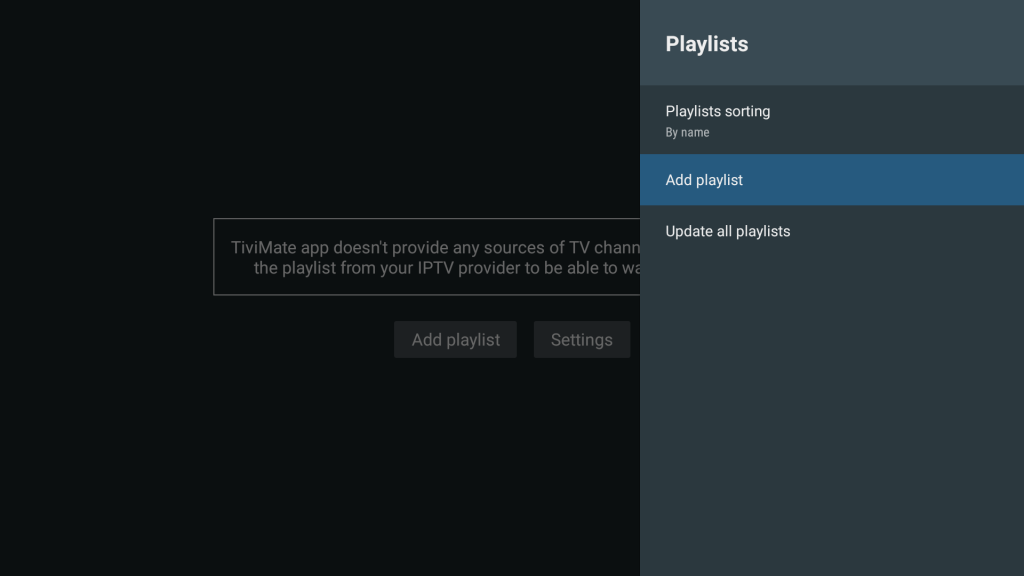 Playlists
Playlists sorting
By name
Add playlist
Update all playlists
TiviMate app doesn't provide any sources of TV chann
the playlist from your IPTV provider to be able to wa
Add playlist
Settings